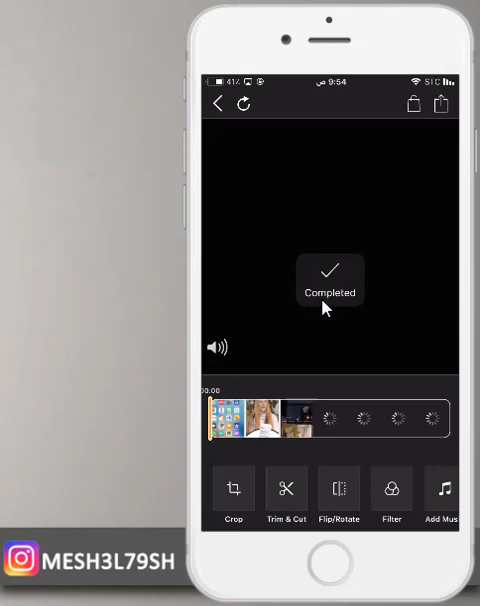 41٪ 9:54 ص STC
Completed
00:00
Crop Trim & Cut Flip/Rotate Filter Add Mus
MESH3L79SH